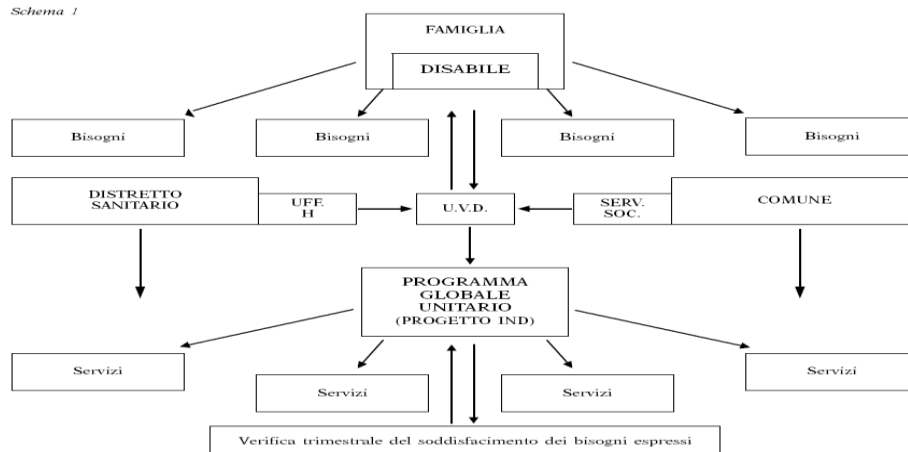 Schema 1
FAMIGLIA
DISABILE
Bisogni
Bisogni
Bisogni
Bisogni
DISTRETTO
SANITARIO
UFF.
H
U.V.D.
SERV.
SOC.
COMUNE
PROGRAMMA
GLOBALE
UNITARIO
(PROGETTO IND)
Servizi
Servizi
Servizi
Servizi
Verifica trimestrale del soddisfacimento dei bisogni espressi